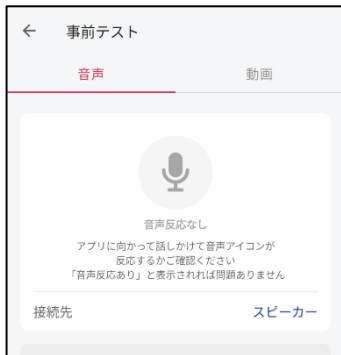 事前テスト
音声 動画
音声反応なし
アプリに向かって話しかけて音声アイコンが
反応するかご確認ください
「音声反応あり」と表示されれば問題ありません
接続先 スピーカー